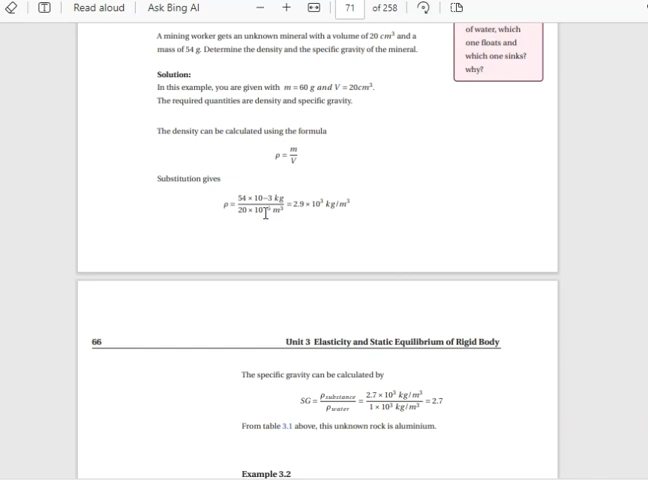 Read aloud Ask Bing AI − + 71 of 258
A mining worker gets an unknown mineral with a volume of 20 cm³ and a
mass of 54 g. Determine the density and the specific gravity of the mineral.
of water, which
one floats and
which one sinks?
why?
Solution:
In this example, you are given with m = 60 g and V = 20cm³.
The required quantities are density and specific gravity.
The density can be calculated using the formula
ρ = m/V
Substitution gives
ρ = 54 × 10−3 kg / 20 × 10⁻⁶ m³ = 2.9 × 10³ kg/m³
66 Unit 3 Elasticity and Static Equilibrium of Rigid Body
The specific gravity can be calculated by
SG = ρsubstance/ρwater = 2.7 × 10³ kg/m³ / 1 × 10³ kg/m³ = 2.7
From table 3.1 above, this unknown rock is aluminium.
Example 3.2